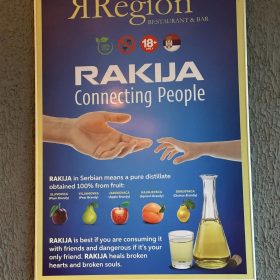 ЯRegion
RESTAURANT & BAR
18+
RAKIJA
Connecting People
RAKIJA in Serbian means a pure distillate
obtained 100% from fruit:
SLJIVOVICA
(Plum Brandy)
VILJAMOVKA
(Pear Brandy)
JABUKOVACA
(Apple Brandy)
KAJSIJEVACA
(Apricot Brandy)
DUNJEVACA
(Quince Brandy)
RAKIJA is best if you are consuming it
with friends and dangerous if it's your
only friend. RAKIJA heals broken
hearts and broken souls.